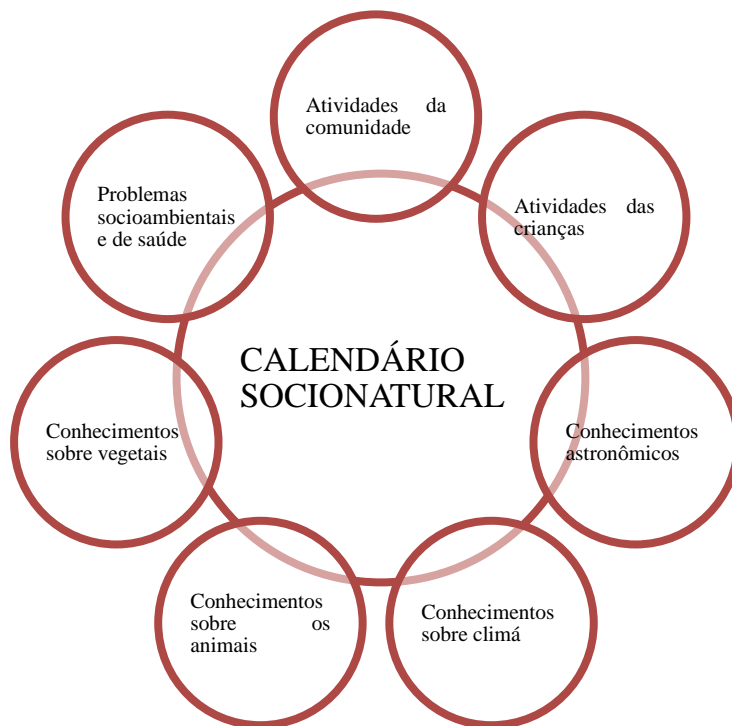 Atividades da
comunidade
Atividades das
crianças
Problemas
socioambientais
e de saúde
CALENDÁRIO
SOCIONATURAL
Conhecimentos
sobre vegetais
Conhecimentos
astronômicos
Conhecimentos
sobre os
animais
Conhecimentos
sobre climá